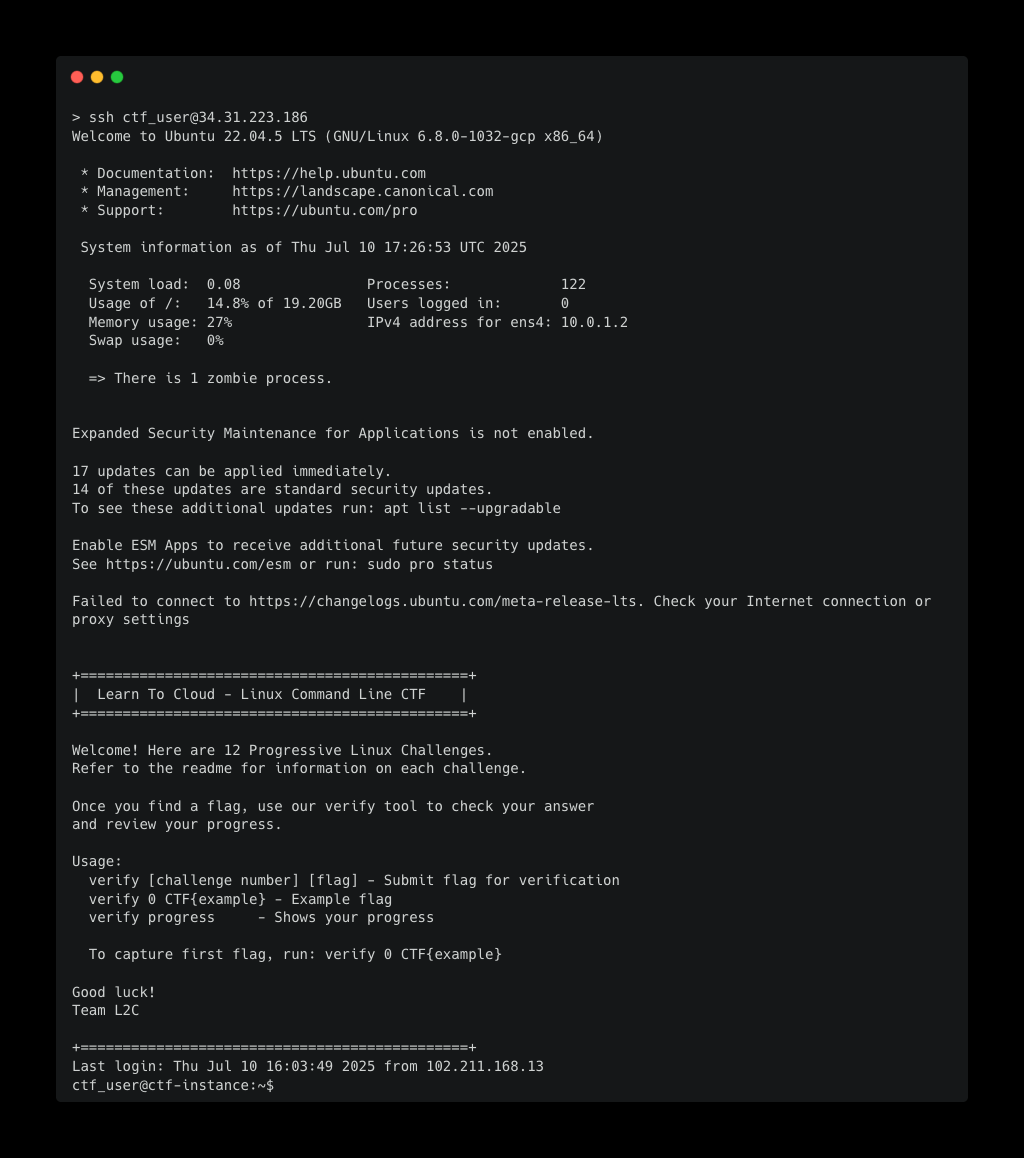 > ssh ctf_user@34.31.223.186
Welcome to Ubuntu 22.04.5 LTS (GNU/Linux 6.8.0-1032-gcp x86_64)

 * Documentation:  https://help.ubuntu.com
 * Management:     https://landscape.canonical.com
 * Support:        https://ubuntu.com/pro

 System information as of Thu Jul 10 17:26:53 UTC 2025

  System load:  0.08               Processes:             122
  Usage of /:   14.8% of 19.20GB   Users logged in:       0
  Memory usage: 27%                IPv4 address for ens4: 10.0.1.2
  Swap usage:   0%

  => There is 1 zombie process.


Expanded Security Maintenance for Applications is not enabled.

17 updates can be applied immediately.
14 of these updates are standard security updates.
To see these additional updates run: apt list --upgradable

Enable ESM Apps to receive additional future security updates.
See https://ubuntu.com/esm or run: sudo pro status

Failed to connect to https://changelogs.ubuntu.com/meta-release-lts. Check your Internet connection or
proxy settings


+==============================================+
|  Learn To Cloud - Linux Command Line CTF    |
+==============================================+

Welcome! Here are 12 Progressive Linux Challenges.
Refer to the readme for information on each challenge.

Once you find a flag, use our verify tool to check your answer
and review your progress.

Usage:
  verify [challenge number] [flag] - Submit flag for verification
  verify 0 CTF{example} - Example flag
  verify progress     - Shows your progress

  To capture first flag, run: verify 0 CTF{example}

Good luck!
Team L2C

+==============================================+
Last login: Thu Jul 10 16:03:49 2025 from 102.211.168.13
ctf_user@ctf-instance:~$